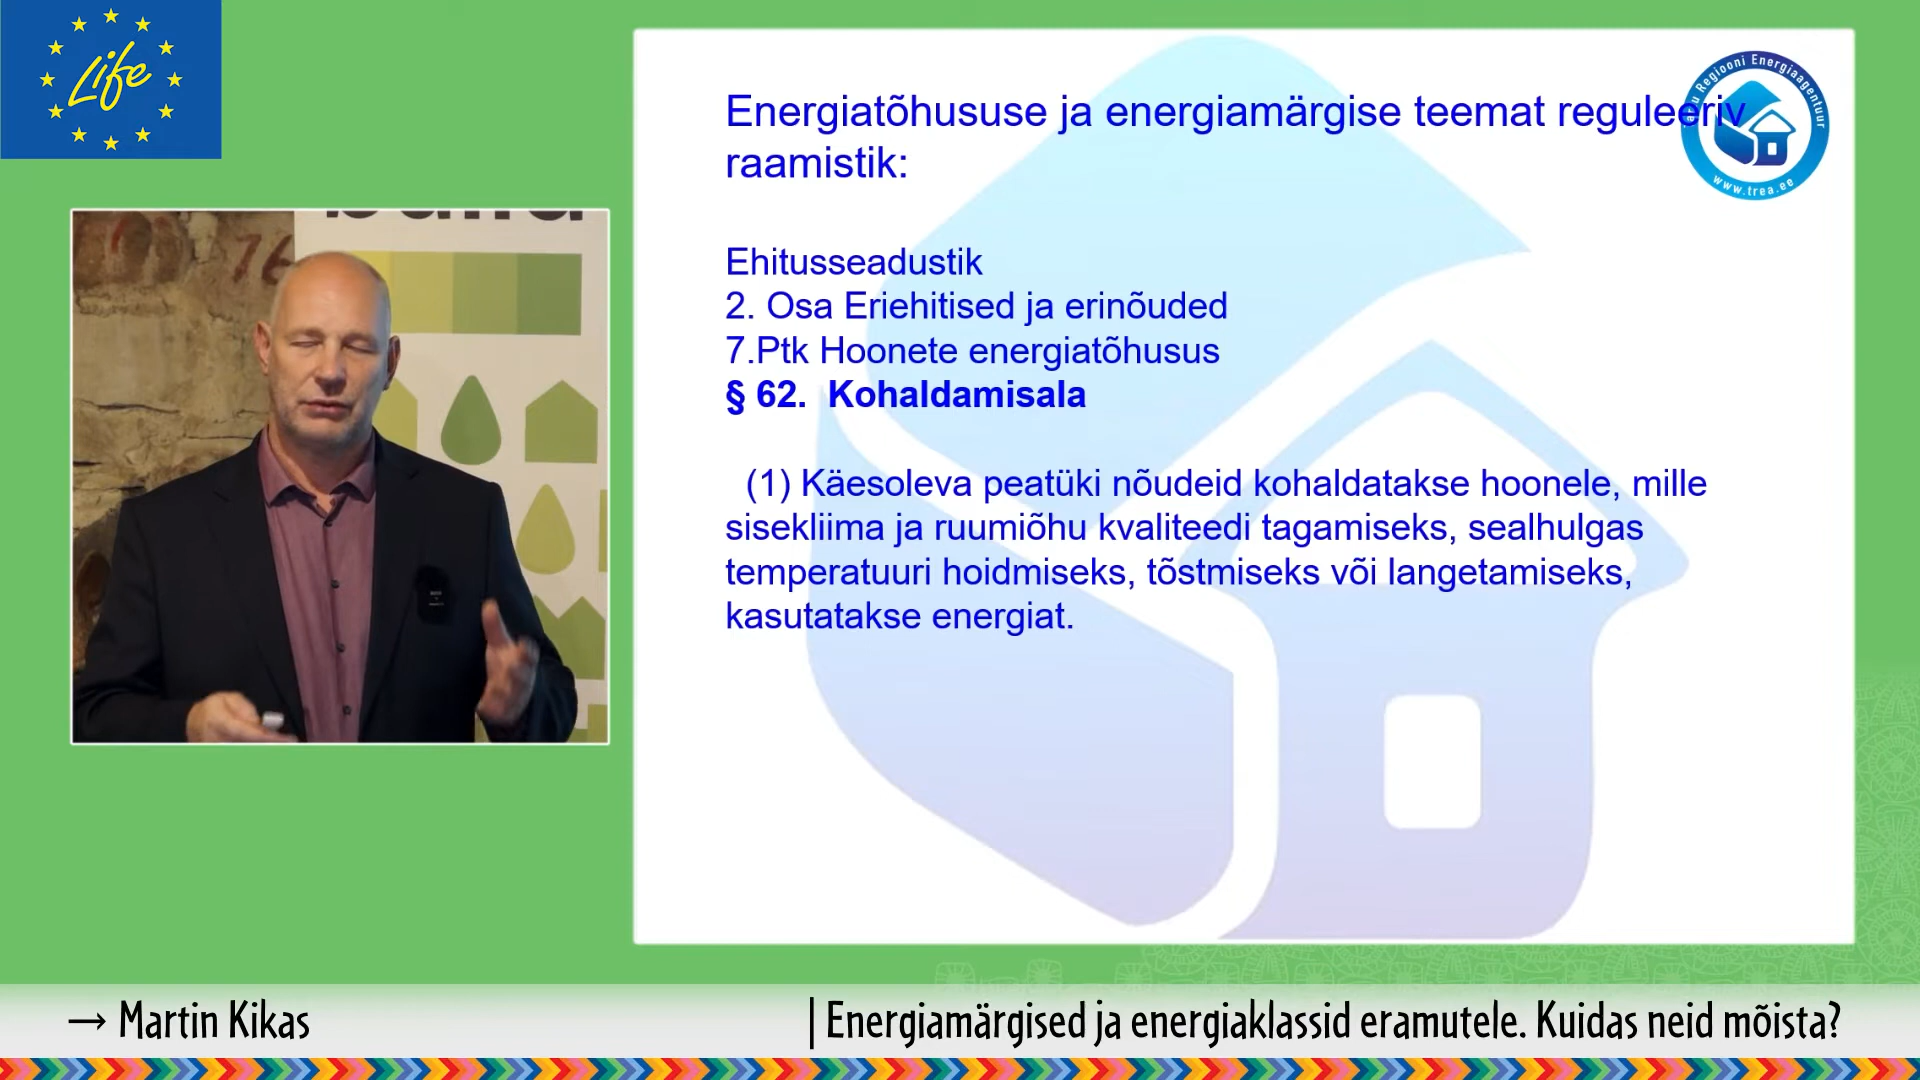 Life
Energiatõhususe ja energiamärgise teemat reguleeriv
raamistik:
Regiooni Energiaagentuur
www.trea.ee
76
Ehitusseadustik
2. Osa Eriehitised ja erinõuded
7.Ptk Hoonete energiatõhusus
§ 62. Kohaldamisala
(1) Käesoleva peatüki nõudeid kohaldatakse hoonele, mille
sisekliima ja ruumiõhu kvaliteedi tagamiseks, sealhulgas
temperatuuri hoidmiseks, tõstmiseks või langetamiseks,
kasutatakse energiat.
→ Martin Kikas
| Energiamärgised ja energiaklassid eramutele. Kuidas neid mõista?